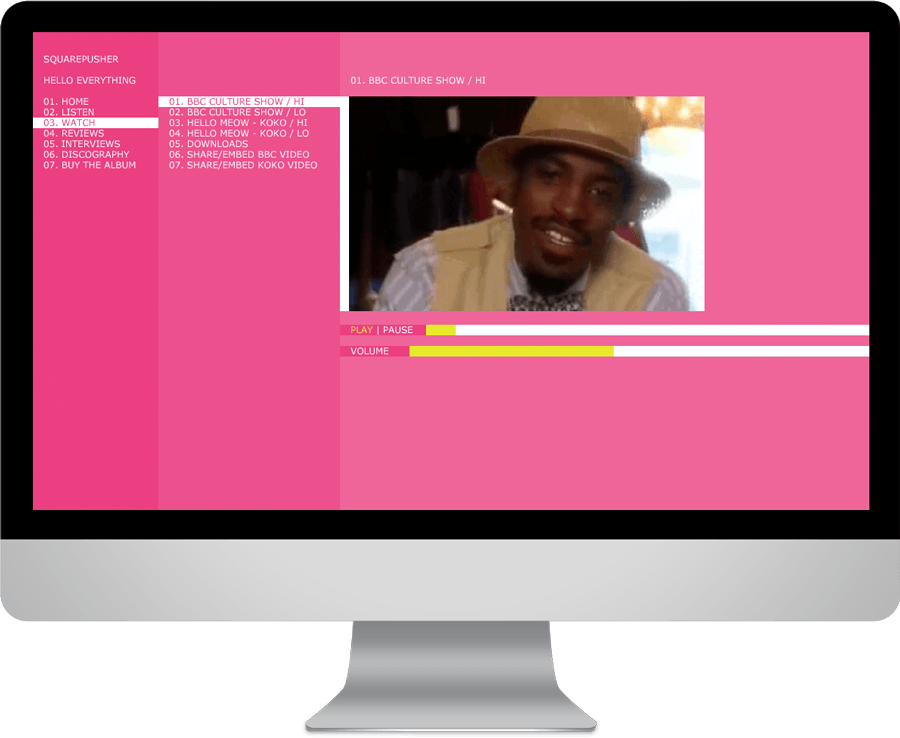 SQUAREPUSHER
HELLO EVERYTHING
01. HOME
02. LISTEN
03. WATCH
04. REVIEWS
05. INTERVIEWS
06. DISCOGRAPHY
07. BUY THE ALBUM
01. BBC CULTURE SHOW / HI
02. BBC CULTURE SHOW / LO
03. HELLO MEOW - KOKO / HI
04. HELLO MEOW - KOKO / LO
05. DOWNLOADS
06. SHARE/EMBED BBC VIDEO
07. SHARE/EMBED KOKO VIDEO
01. BBC CULTURE SHOW / HI
PLAY | PAUSE
VOLUME